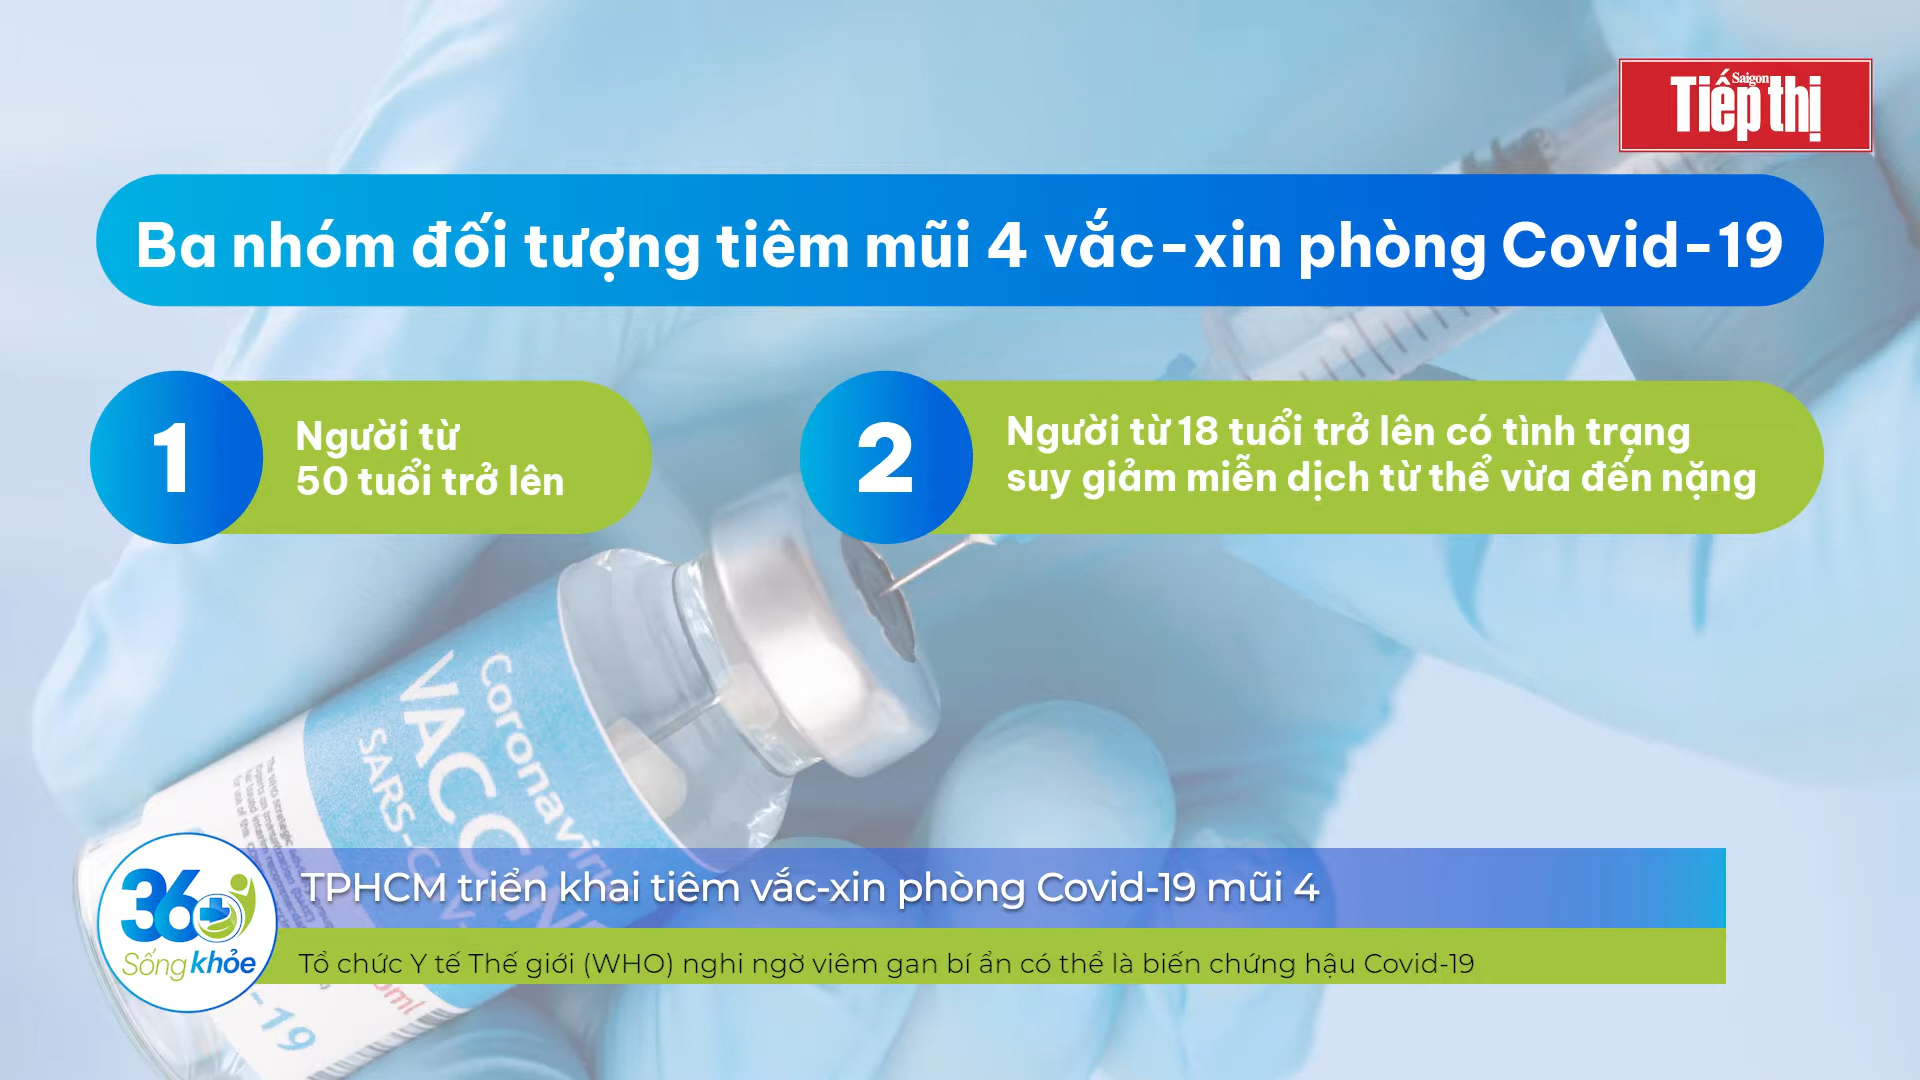 Saigon
Tiếp thị
Ba nhóm đối tượng tiêm mũi 4 vắc-xin phòng Covid-19
1
Người từ
50 tuổi trở lên
2
Người từ 18 tuổi trở lên có tình trạng
suy giảm miễn dịch từ thể vừa đến nặng
Coronavir
VACCINE
SARS-C V-
360
Sống khỏe
TPHCM triển khai tiêm vắc-xin phòng Covid-19 mũi 4
Tổ chức Y tế Thế giới (WHO) nghi ngờ viêm gan bí ẩn có thể là biến chứng hậu Covid-19
ml
-19